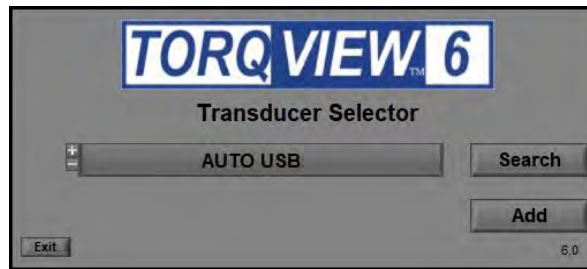 TORQ VIEW TM 6
Transducer Selector
+
-
AUTO USB
Search
Add
Exit
6.0